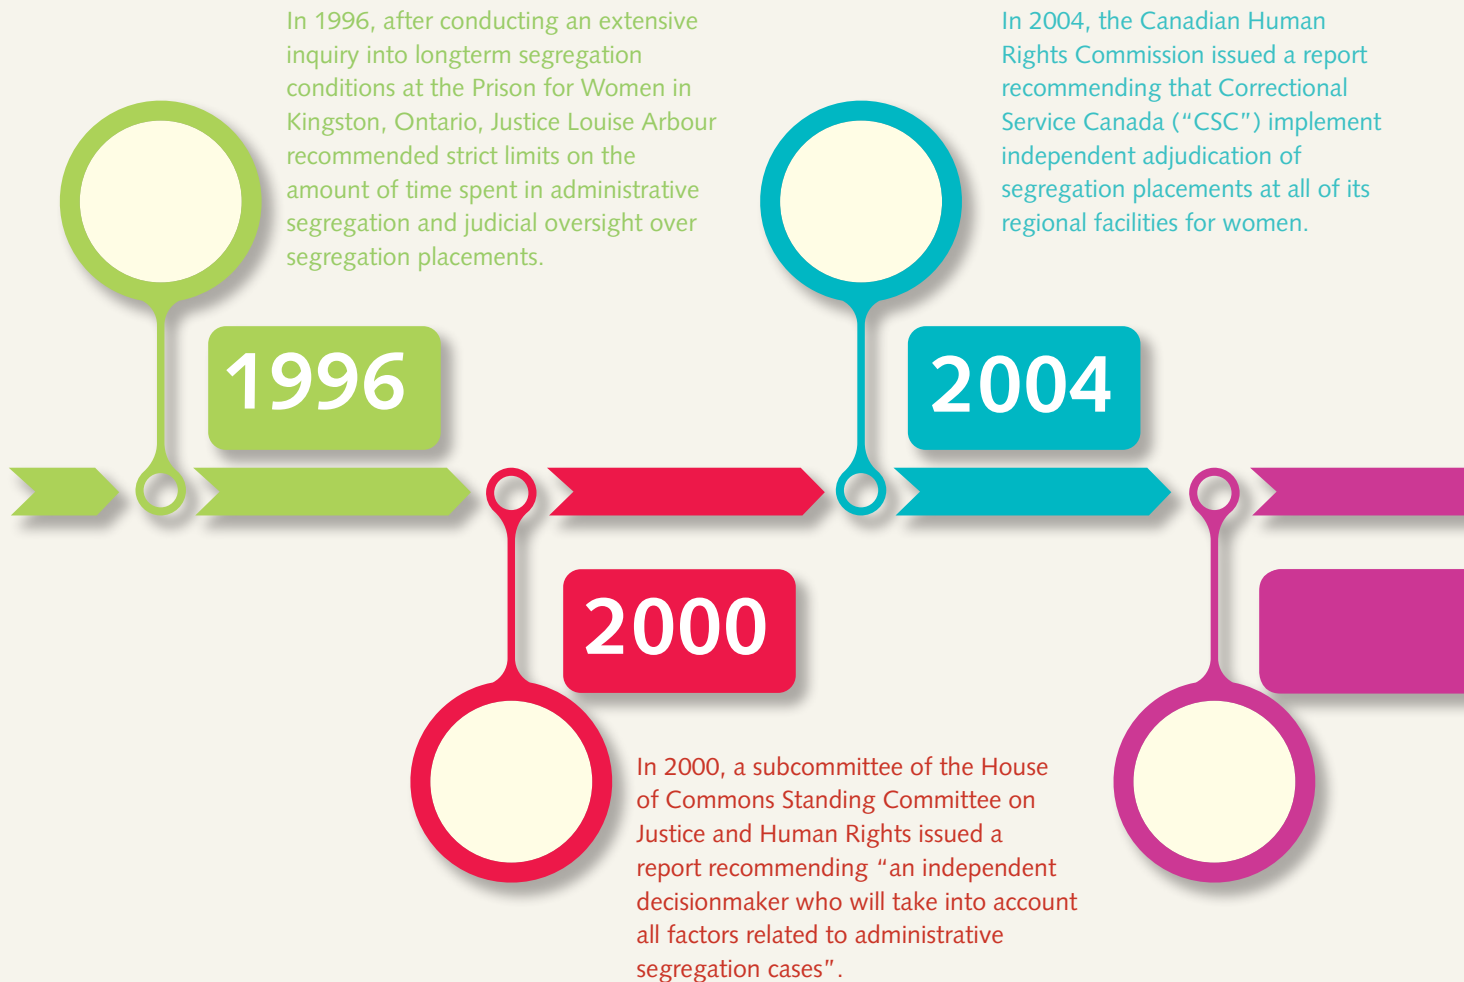 In 1996, after conducting an extensive
inquiry into longterm segregation
conditions at the Prison for Women in
Kingston, Ontario, Justice Louise Arbour
recommended strict limits on the
amount of time spent in administrative
segregation and judicial oversight over
segregation placements.
1996
In 2004, the Canadian Human
Rights Commission issued a report
recommending that Correctional
Service Canada (“CSC”) implement
independent adjudication of
segregation placements at all of its
regional facilities for women.
2004
2000
In 2000, a subcommittee of the House
of Commons Standing Committee on
Justice and Human Rights issued a
report recommending “an independent
decisionmaker who will take into account
all factors related to administrative
segregation cases”.